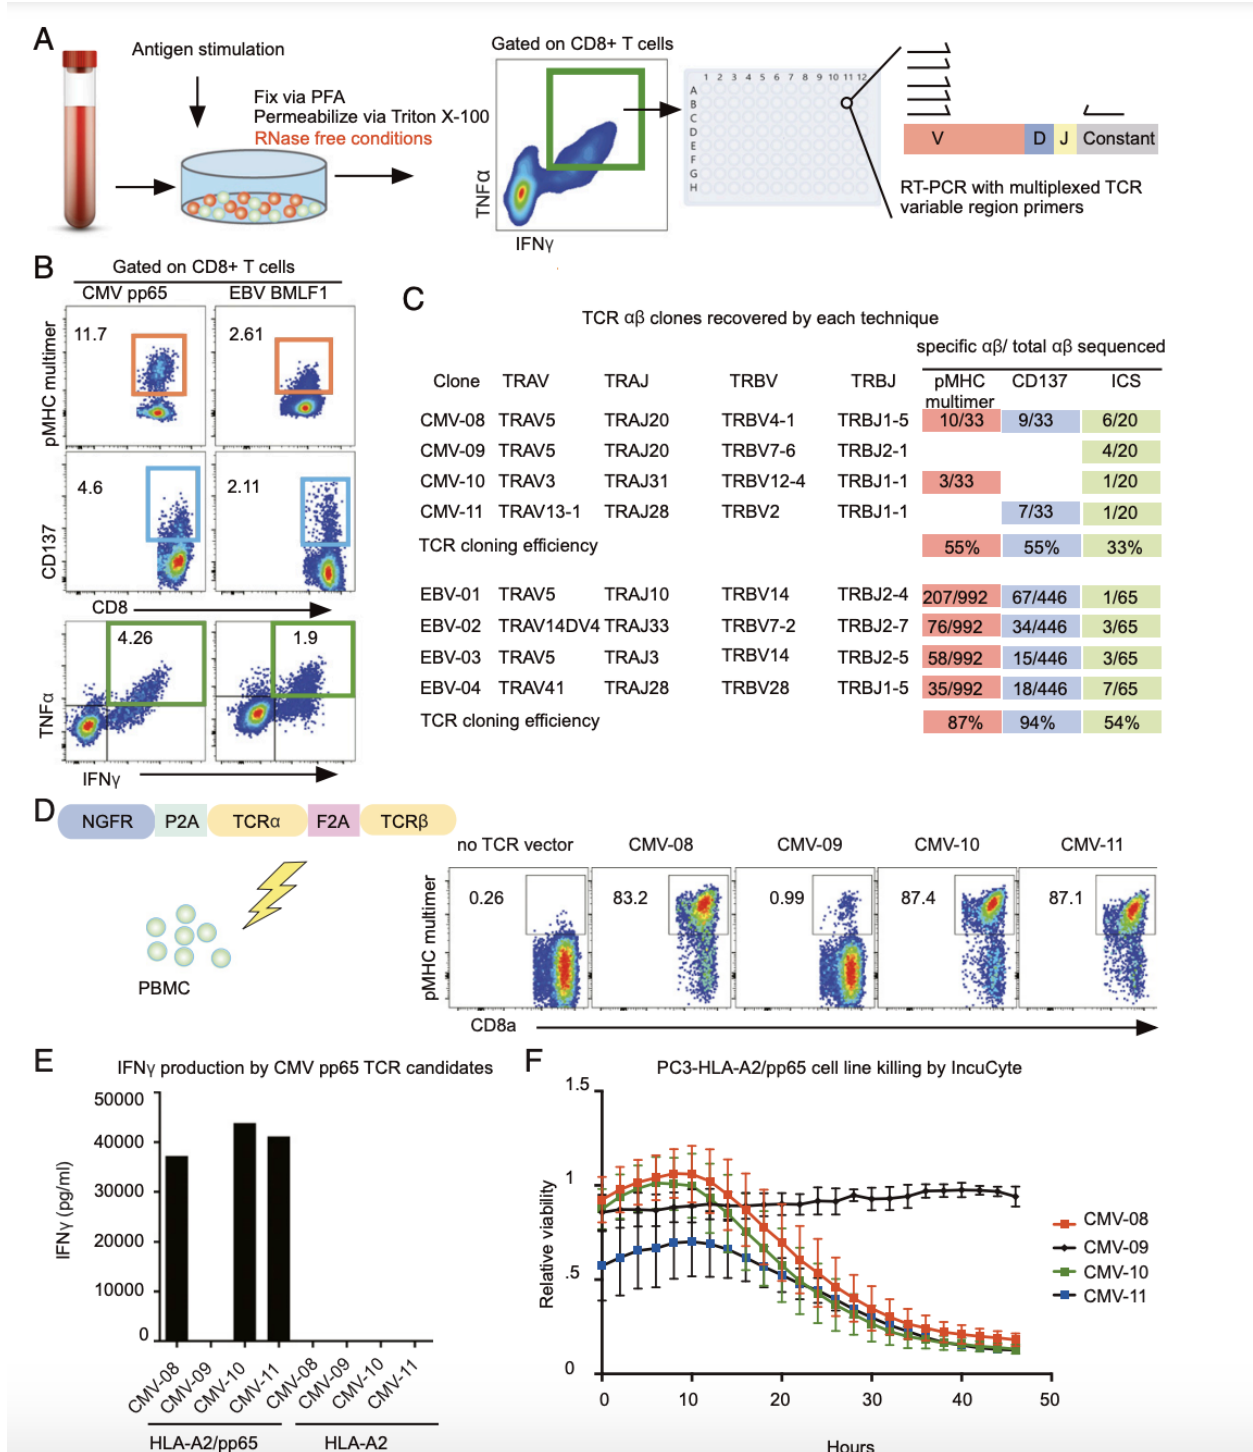 A
Antigen stimulation
Fix via PFA
Permeabilize via Triton X-100
RNase free conditions
Gated on CD8+ T cells
TNFα
IFNγ
1 2 3 4 5 6 7 8 9 10 11 12
A
B
C
D
E
F
G
H
V D J Constant
RT-PCR with multiplexed TCR
variable region primers
B
Gated on CD8+ T cells
CMV pp65 EBV BMLF1
pMHC multimer
11.7 2.61
CD137
4.6 2.11
CD8
TNFα
4.26 1.9
IFNγ
C
TCR αβ clones recovered by each technique
specific αβ/ total αβ sequenced
Clone TRAV TRAJ TRBV TRBJ pMHC multimer CD137 ICS
CMV-08 TRAV5 TRAJ20 TRBV4-1 TRBJ1-5 10/33 9/33 6/20
CMV-09 TRAV5 TRAJ20 TRBV7-6 TRBJ2-1 4/20
CMV-10 TRAV3 TRAJ31 TRBV12-4 TRBJ1-1 3/33 1/20
CMV-11 TRAV13-1 TRAJ28 TRBV2 TRBJ1-1 7/33 1/20
TCR cloning efficiency 55% 55% 33%
EBV-01 TRAV5 TRAJ10 TRBV14 TRBJ2-4 207/992 67/446 1/65
EBV-02 TRAV14DV4 TRAJ33 TRBV7-2 TRBJ2-7 76/992 34/446 3/65
EBV-03 TRAV5 TRAJ3 TRBV14 TRBJ2-5 58/992 15/446 3/65
EBV-04 TRAV41 TRAJ28 TRBV28 TRBJ1-5 35/992 18/446 7/65
TCR cloning efficiency 87% 94% 54%
D
NGFR P2A TCRα F2A TCRβ
PBMC
no TCR vector CMV-08 CMV-09 CMV-10 CMV-11
pMHC multimer
0.26 83.2 0.99 87.4 87.1
CD8a
E
IFNγ production by CMV pp65 TCR candidates
IFNγ (pg/ml)
50000
40000
30000
20000
10000
0
CMV-08 CMV-09 CMV-10 CMV-11 CMV-08 CMV-09 CMV-10 CMV-11
HLA-A2/pp65 HLA-A2
F
PC3-HLA-A2/pp65 cell line killing by IncuCyte
Relative viability
1.5
1
.5
0
0 10 20 30 40 50
Hours
CMV-08
CMV-09
CMV-10
CMV-11